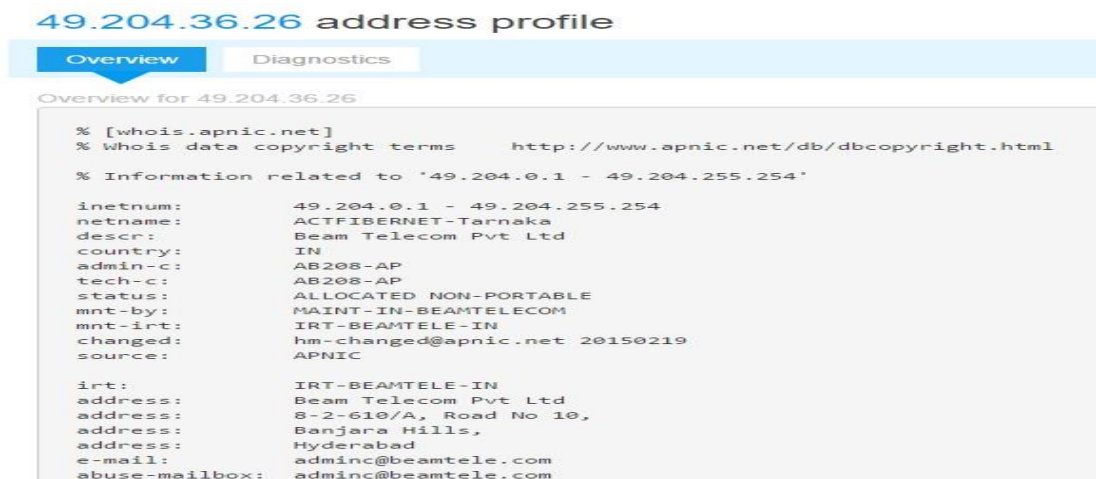 49.204.36.26 address profile
Overview Diagnostics
Overview for 49.204.36.26
% [whois.apnic.net]
% Whois data copyright terms http://www.apnic.net/db/dbcopyright.html
% Information related to '49.204.0.1 - 49.204.255.254'
inetnum: 49.204.0.1 - 49.204.255.254
netname: ACTFIBERNET-Tarnaka
descr: Beam Telecom Pvt Ltd
country: IN
admin-c: AB208-AP
tech-c: AB208-AP
status: ALLOCATED NON-PORTABLE
mnt-by: MAINT-IN-BEAMTELECOM
mnt-irt: IRT-BEAMTELE-IN
changed: hm-changed@apnic.net 20150219
source: APNIC
irt: IRT-BEAMTELE-IN
address: Beam Telecom Pvt Ltd
address: 8-2-610/A, Road No 10,
address: Banjara Hills,
address: Hyderabad
e-mail: adminc@beamtele.com
abuse-mailbox: adminc@beamtele.com